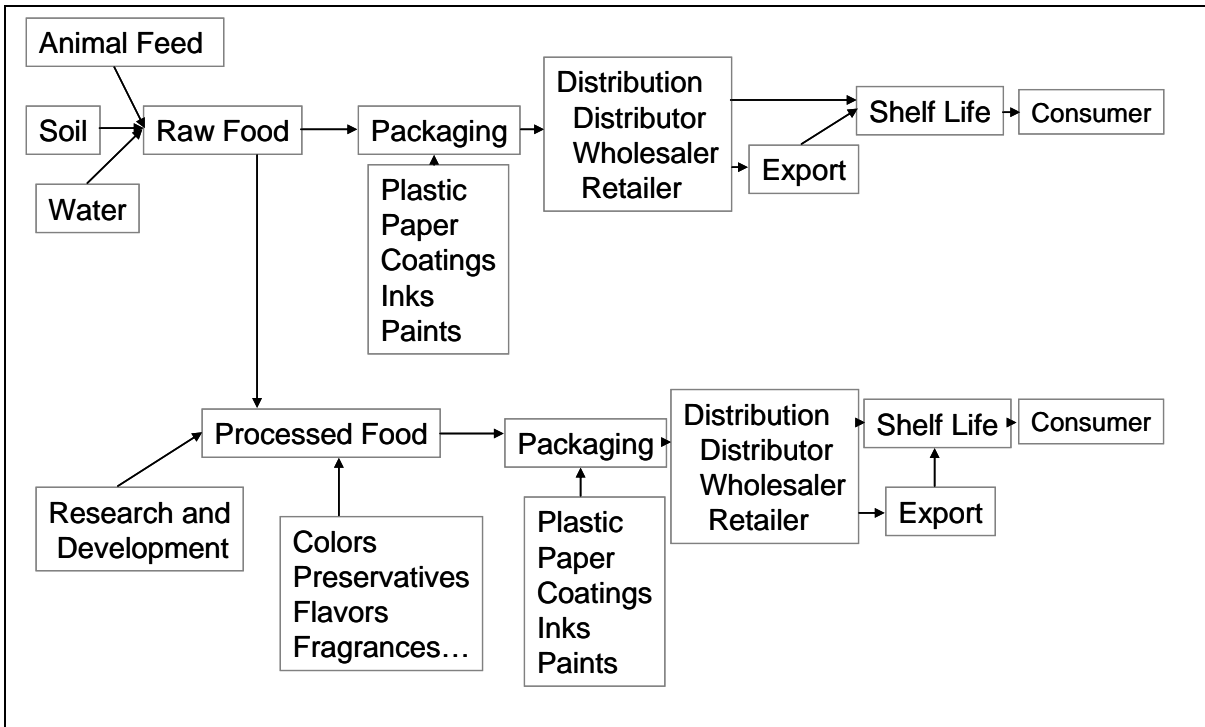 Animal Feed
Soil
Raw Food
Water
Packaging
Plastic
Paper
Coatings
Inks
Paints
Distribution
Distributor
Wholesaler
Retailer
Export
Shelf Life
Consumer
Processed Food
Research and
Development
Colors
Preservatives
Flavors
Fragrances…
Packaging
Plastic
Paper
Coatings
Inks
Paints
Distribution
Distributor
Wholesaler
Retailer
Export
Shelf Life
Consumer